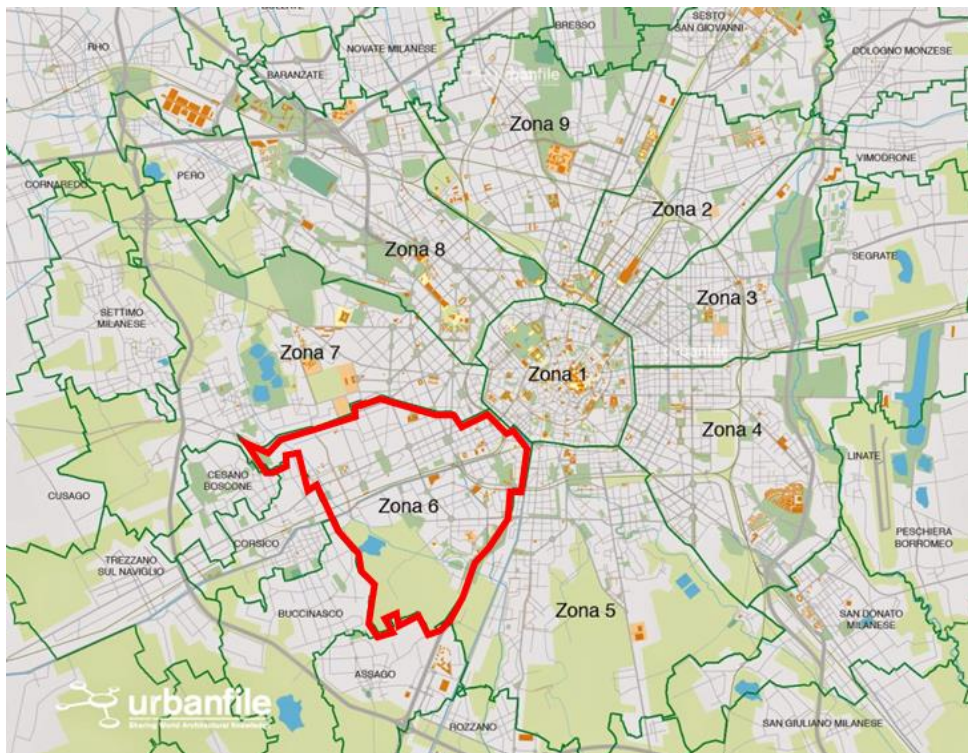 BRESSO
SESTO
SAN GIOVANNI
RHO
NOVATE MILANESE
COLOGNO MONZESE
BARANZATE
urbanfile
Zona 9
VIMODRONE
PERO
CORNAREDO
Zona 2
Zona 8
SEGRATE
Zona 3
SETTIMO
MILANESE
Zona 7
Zona 1
Zona 4
LINATE
CESANO
BOSCONE
CUSAGO
Zona 6
PESCHIERA
BORROMEO
CORSICO
TREZZANO
SUL NAVIGLIO
BUCCINASCO
Zona 5
SAN DONATO
MILANESE
ASSAGO
urbanfile
ROZZANO
SAN GIULIANO MILANESE